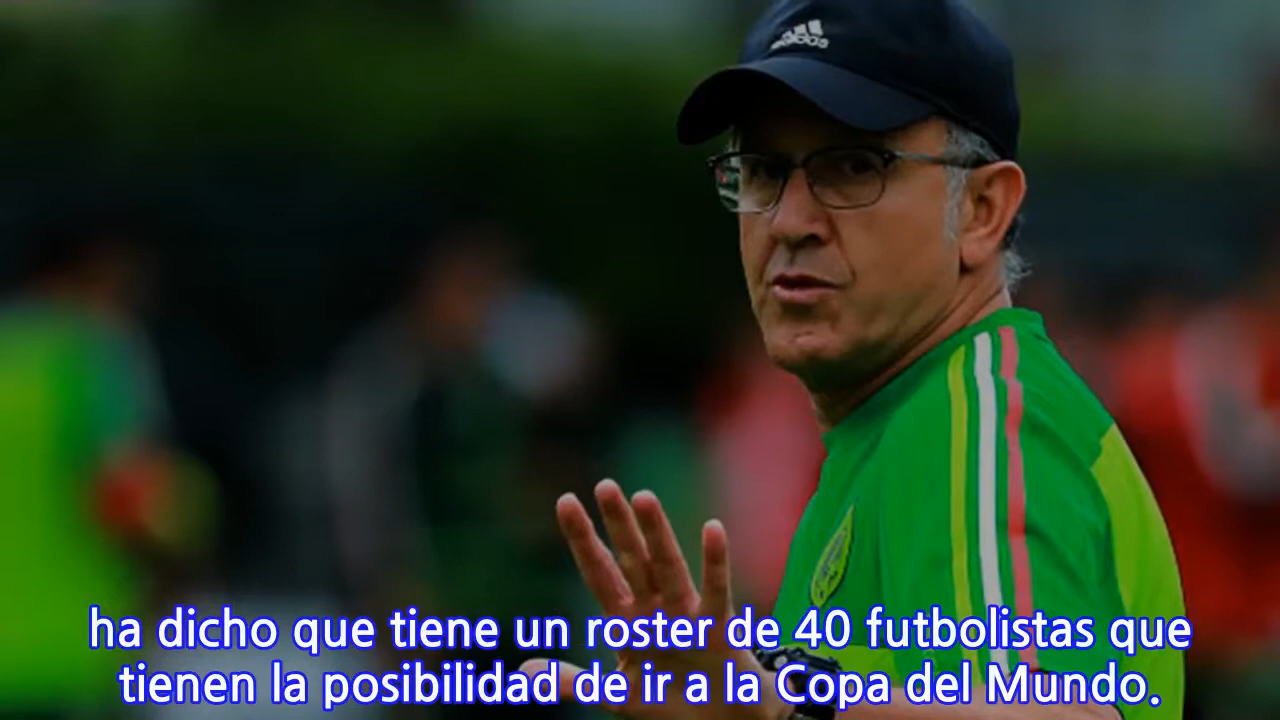 adidas
ha dicho que tiene un roster de 40 futbolistas que
tienen la posibilidad de ir a la Copa del Mundo.